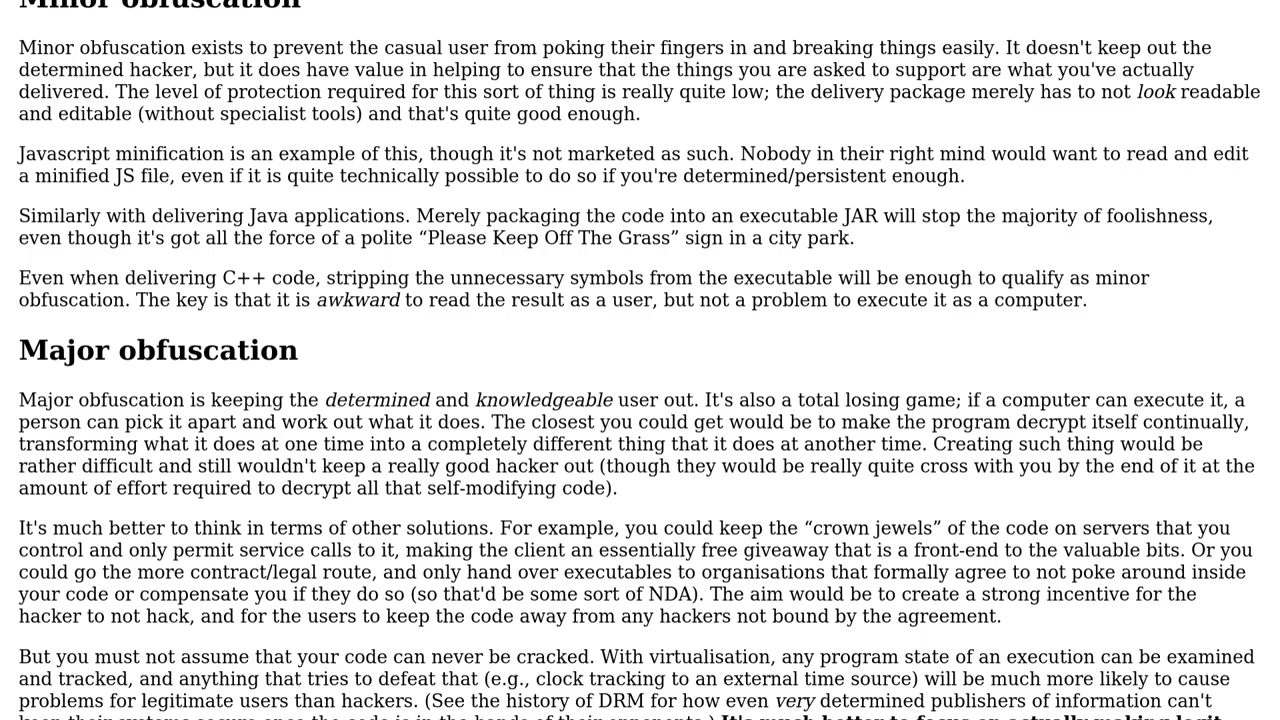 Minor obfuscation
Minor obfuscation exists to prevent the casual user from poking their fingers in and breaking things easily. It doesn't keep out the
determined hacker, but it does have value in helping to ensure that the things you are asked to support are what you've actually
delivered. The level of protection required for this sort of thing is really quite low; the delivery package merely has to not look readable
and editable (without specialist tools) and that's quite good enough.
Javascript minification is an example of this, though it's not marketed as such. Nobody in their right mind would want to read and edit
a minified JS file, even if it is quite technically possible to do so if you're determined/persistent enough.
Similarly with delivering Java applications. Merely packaging the code into an executable JAR will stop the majority of foolishness,
even though it's got all the force of a polite “Please Keep Off The Grass” sign in a city park.
Even when delivering C++ code, stripping the unnecessary symbols from the executable will be enough to qualify as minor
obfuscation. The key is that it is awkward to read the result as a user, but not a problem to execute it as a computer.
Major obfuscation
Major obfuscation is keeping the determined and knowledgeable user out. It's also a total losing game; if a computer can execute it, a
person can pick it apart and work out what it does. The closest you could get would be to make the program decrypt itself continually,
transforming what it does at one time into a completely different thing that it does at another time. Creating such thing would be
rather difficult and still wouldn't keep a really good hacker out (though they would be really quite cross with you by the end of it at the
amount of effort required to decrypt all that self-modifying code).
It's much better to think in terms of other solutions. For example, you could keep the “crown jewels” of the code on servers that you
control and only permit service calls to it, making the client an essentially free giveaway that is a front-end to the valuable bits. Or you
could go the more contract/legal route, and only hand over executables to organisations that formally agree to not poke around inside
your code or compensate you if they do so (so that'd be some sort of NDA). The aim would be to create a strong incentive for the
hacker to not hack, and for the users to keep the code away from any hackers not bound by the agreement.
But you must not assume that your code can never be cracked. With virtualisation, any program state of an execution can be examined
and tracked, and anything that tries to defeat that (e.g., clock tracking to an external time source) will be much more likely to cause
problems for legitimate users than hackers. (See the history of DRM for how even very determined publishers of information can't
keep their systems secure once the code is in the hands of their opponents.) It's much better to focus on actually making